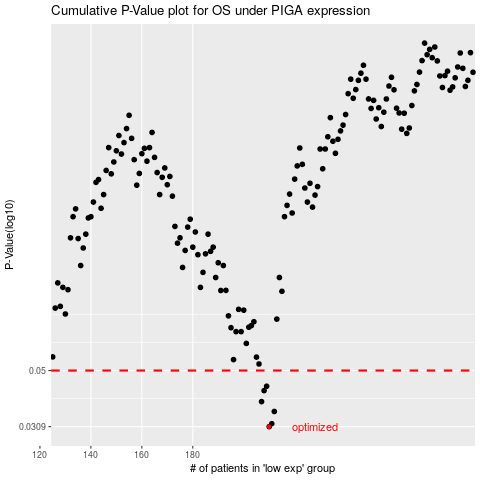 Cumulative P-Value plot for OS under PIGA expression
P-Value(log10)
0.05
0.0309
optimized
120 140 160 180
# of patients in 'low exp' group